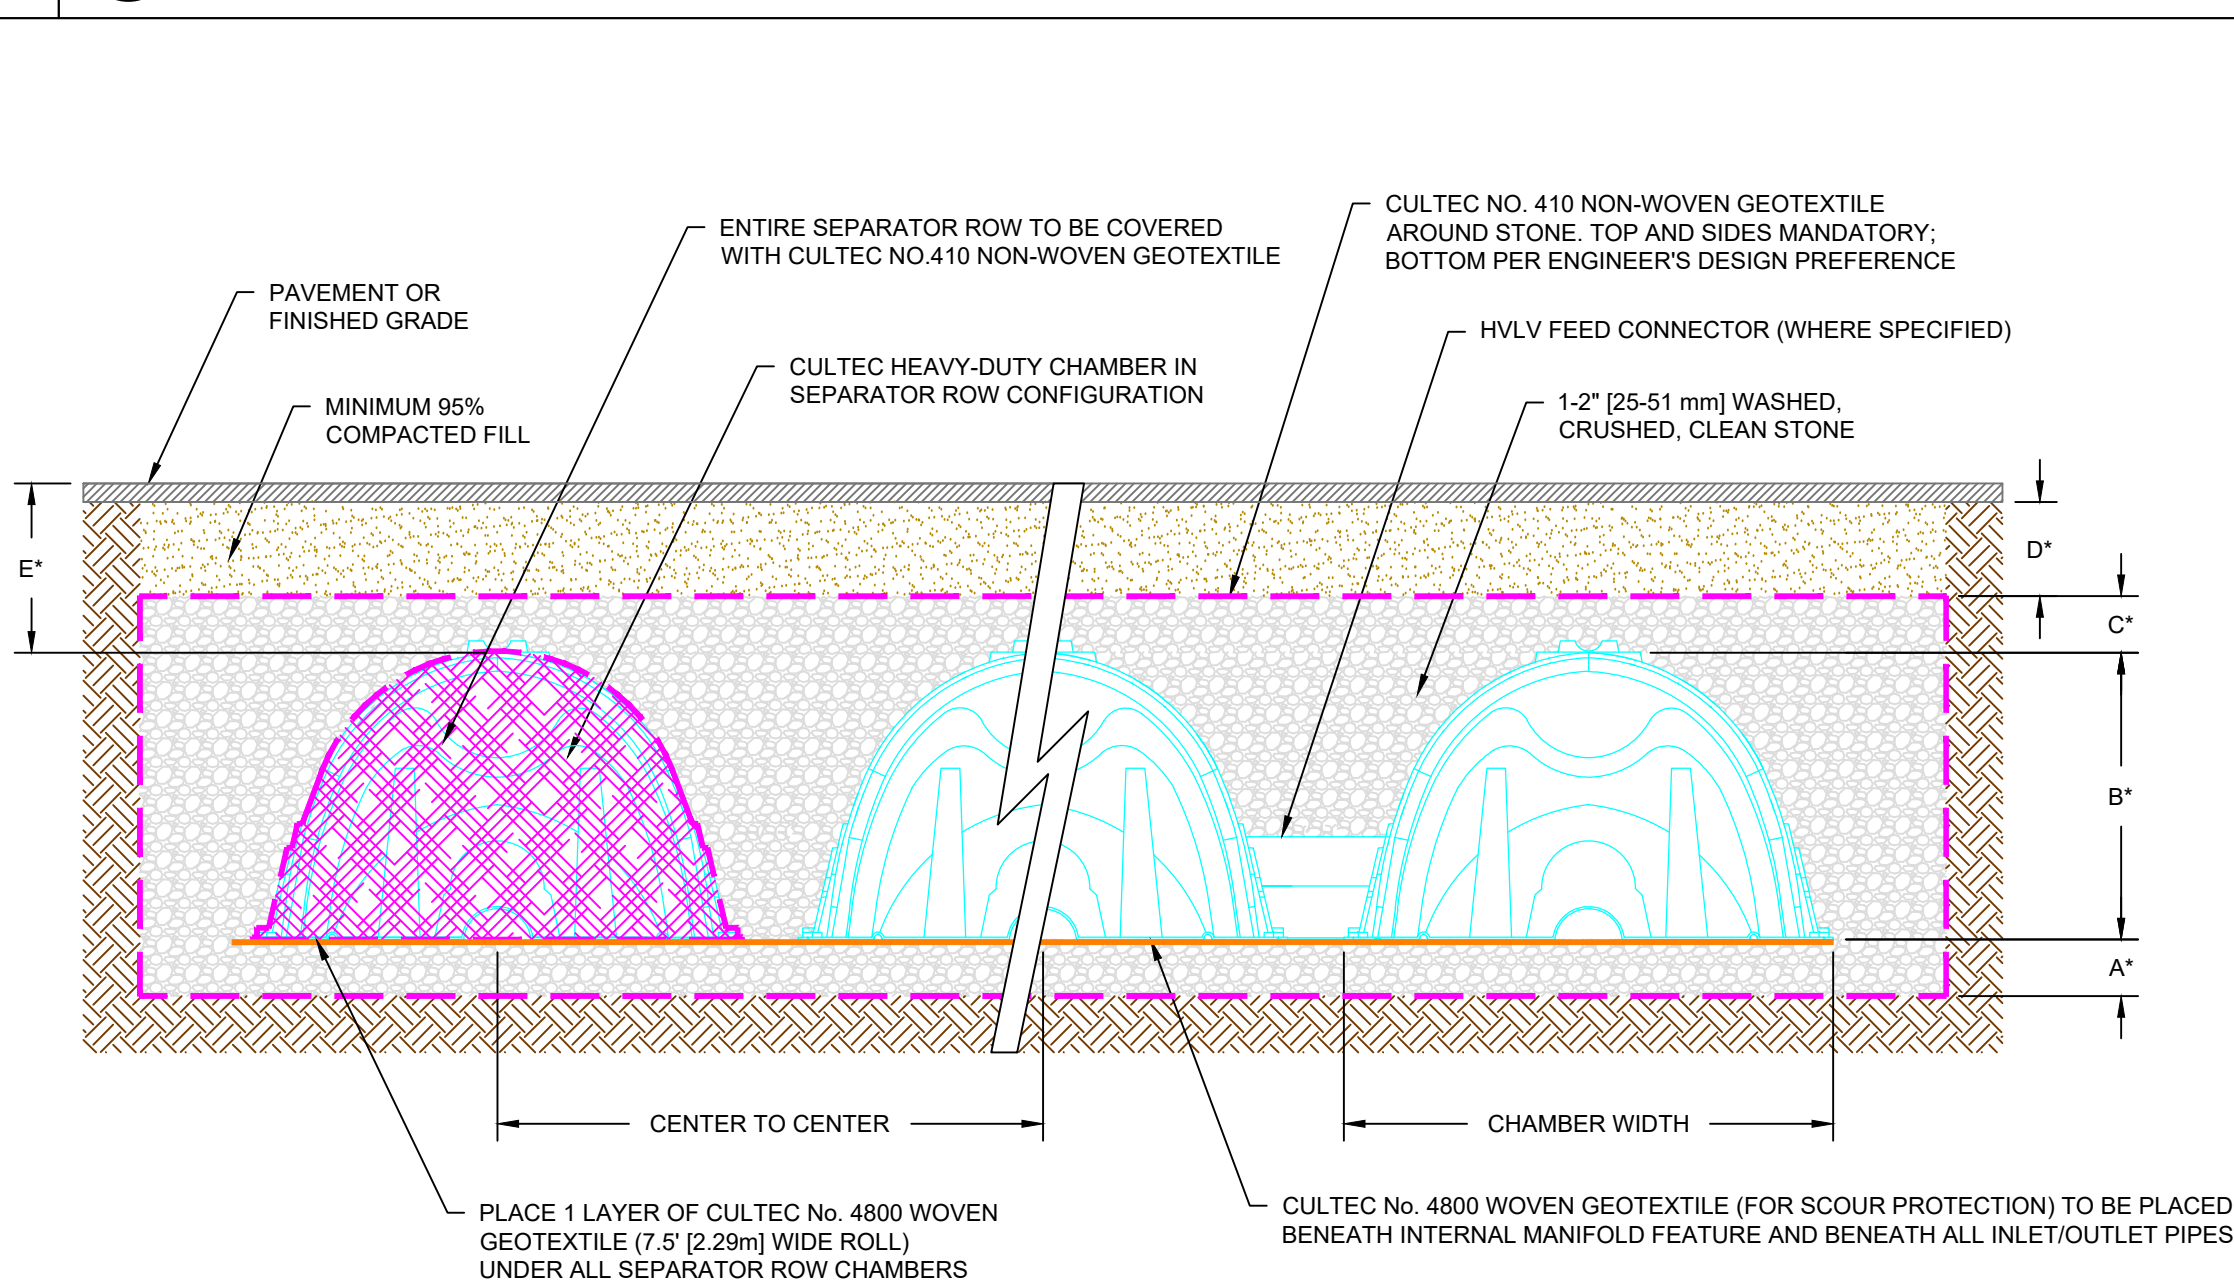 CULTEC NO. 410 NON-WOVEN GEOTEXTILE
AROUND STONE. TOP AND SIDES MANDATORY;
BOTTOM PER ENGINEER'S DESIGN PREFERENCE
ENTIRE SEPARATOR ROW TO BE COVERED
WITH CULTEC NO.410 NON-WOVEN GEOTEXTILE
PAVEMENT OR
FINISHED GRADE
HVLV FEED CONNECTOR (WHERE SPECIFIED)
CULTEC HEAVY-DUTY CHAMBER IN
SEPARATOR ROW CONFIGURATION
MINIMUM 95%
COMPACTED FILL
1-2" [25-51 mm] WASHED,
CRUSHED, CLEAN STONE
E*
D*
C*
B*
A*
CENTER TO CENTER
CHAMBER WIDTH
PLACE 1 LAYER OF CULTEC No. 4800 WOVEN
GEOTEXTILE (7.5' [2.29m] WIDE ROLL)
UNDER ALL SEPARATOR ROW CHAMBERS
CULTEC No. 4800 WOVEN GEOTEXTILE (FOR SCOUR PROTECTION) TO BE PLACED
BENEATH INTERNAL MANIFOLD FEATURE AND BENEATH ALL INLET/OUTLET PIPES